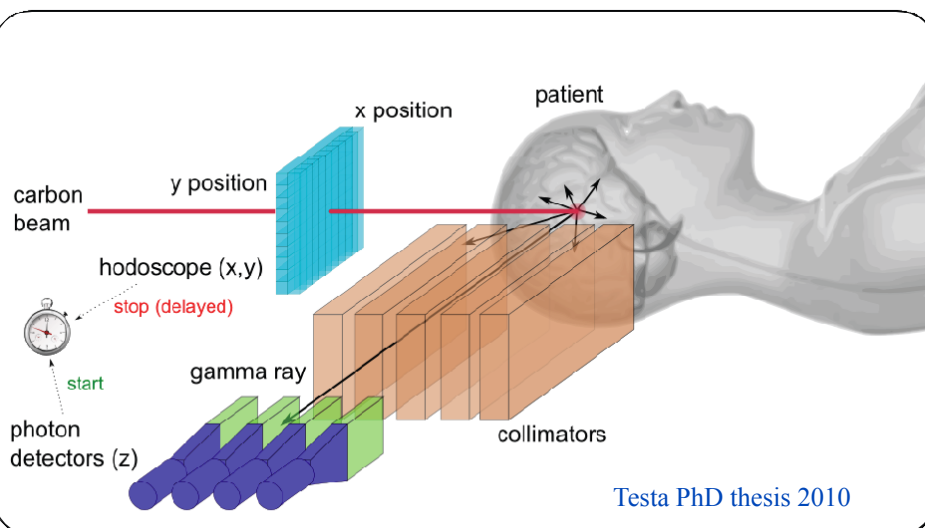 patient
x position
y position
carbon
beam
hodoscope (x,y)
stop (delayed)
gamma ray
start
photon
detectors (z)
collimators
Testa PhD thesis 2010